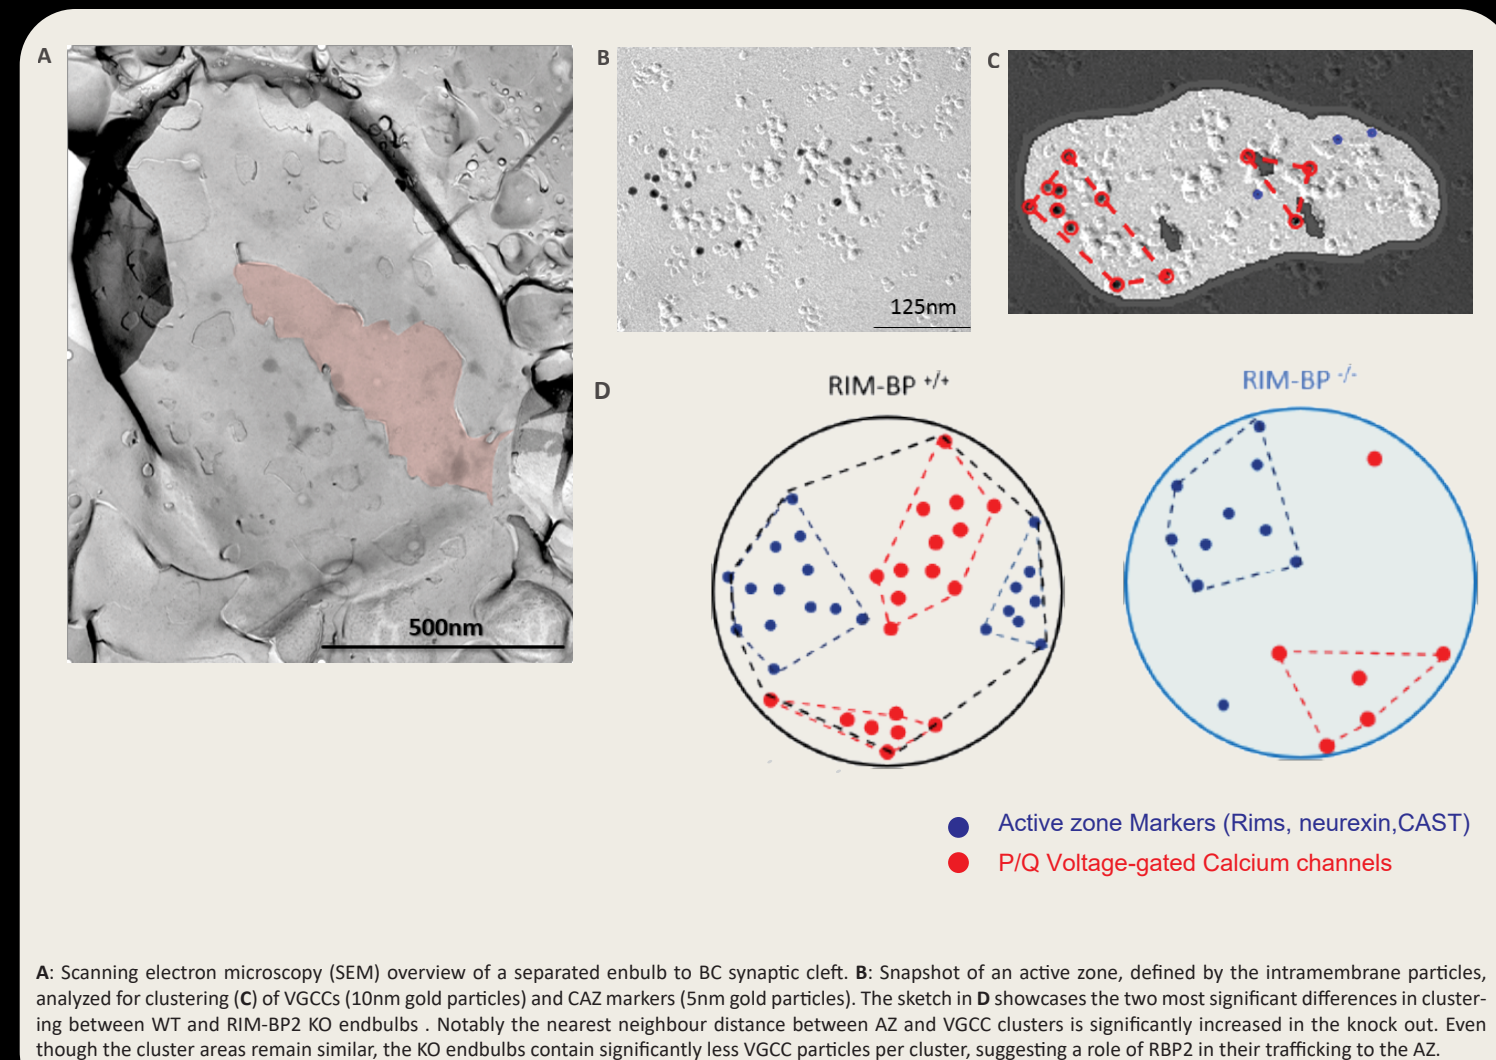 A
B
C
125nm
500nm
D
RIM-BP +/+
RIM-BP -/-
Active zone Markers (Rims, neurexin,CAST)
P/Q Voltage-gated Calcium channels
A: Scanning electron microscopy (SEM) overview of a separated enbulb to BC synaptic cleft. B: Snapshot of an active zone, defined by the intramembrane particles,
analyzed for clustering (C) of VGCCs (10nm gold particles) and CAZ markers (5nm gold particles). The sketch in D showcases the two most significant differences in cluster-
ing between WT and RIM-BP2 KO endbulbs . Notably the nearest neighbour distance between AZ and VGCC clusters is significantly increased in the knock out. Even
though the cluster areas remain similar, the KO endbulbs contain significantly less VGCC particles per cluster, suggesting a role of RBP2 in their trafficking to the AZ.